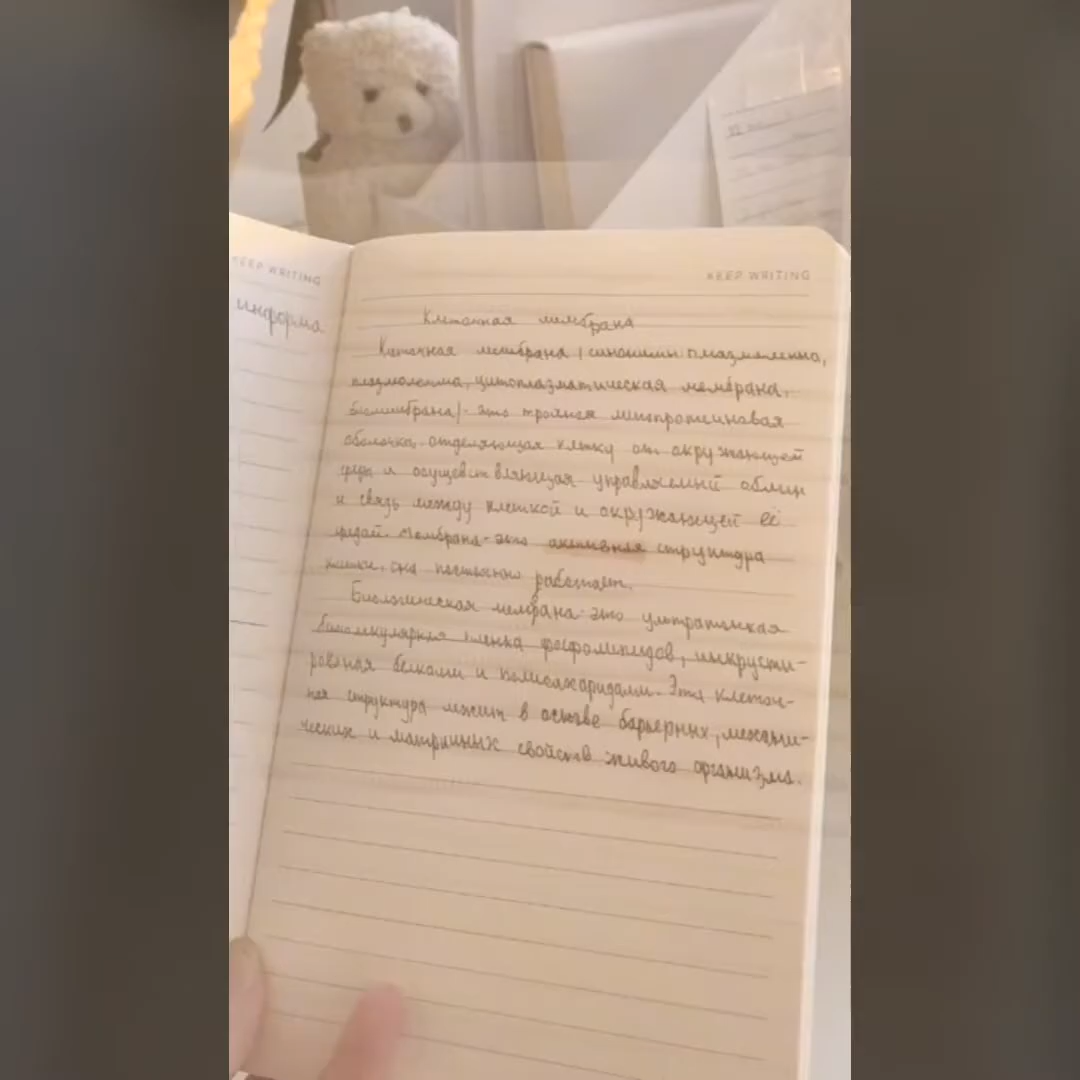 KEEP WRITING
информа
KEEP WRITING
Клеточная мембрана
Клеточная мембрана (синонимы: плазмалемма,
плазмолемма, цитоплазматическая мембрана,
биомембрана) - это тройная липопротеиновая
оболочка, отделяющая клетку от окружающей
среды и осуществляющая управляемый обмен
и связь между клеткой и окружающей её
средой. Мембрана - это активная структура
клетки, она постоянно работает.
Биологическая мембрана - это ультратонкая
бимолекулярная пленка фосфолипидов, инкрусти-
рованная белками и полисахаридами. Эта клеточ-
ная структура лежит в основе барьерных, механи-
ческих и матричных свойств живого организма.